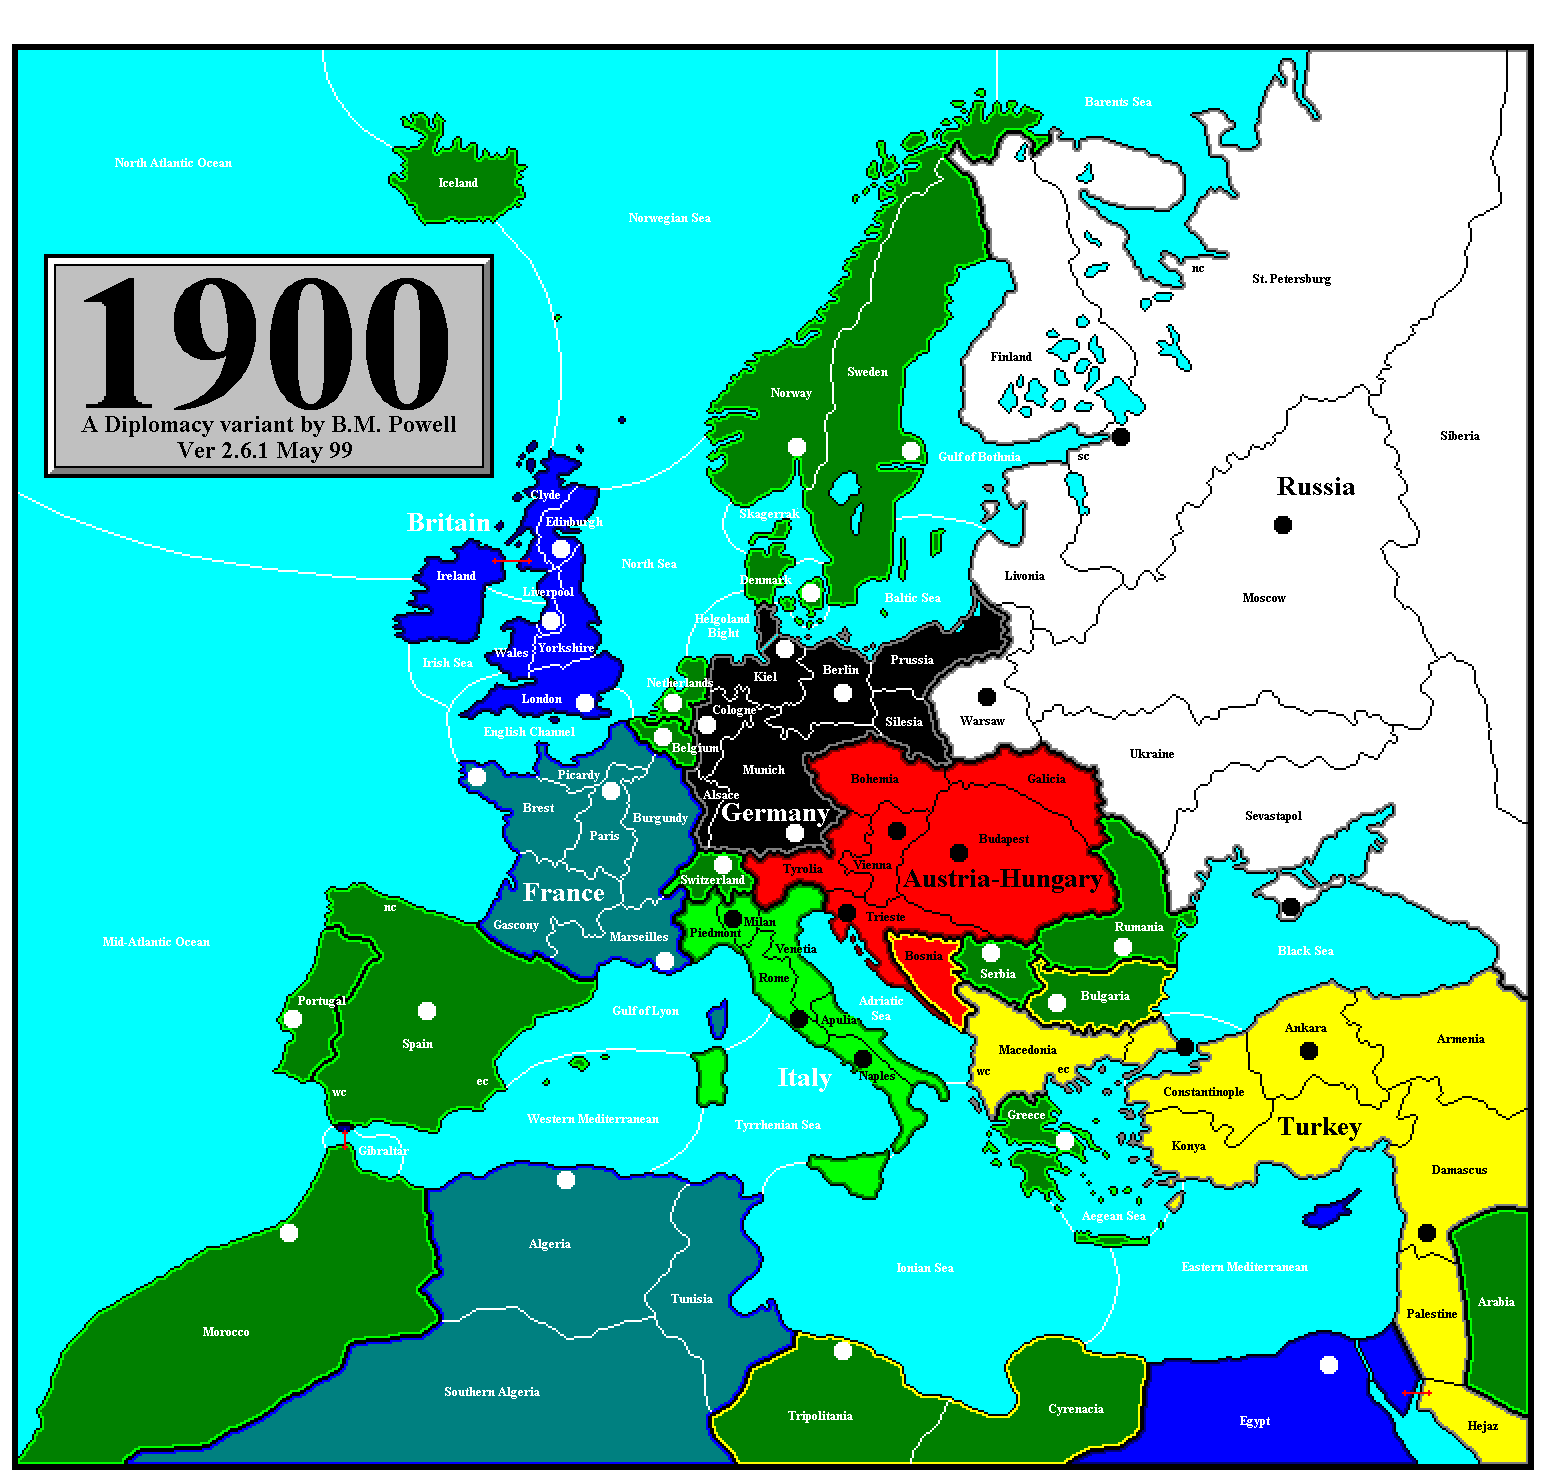 Barents Sea
North Atlantic Ocean
Iceland
Norwegian Sea
nc
St. Petersburg
1900
A Diplomacy variant by B.M. Powell
Ver 2.6.1 May 99
Finland
Sweden
Norway
Siberia
Gulf of Bothnia
sc
Russia
Clyde
Skagerrak
Britain
Edinburgh
North Sea
Ireland
Livonia
Denmark
Liverpool
Baltic Sea
Moscow
Helgoland
Bight
Yorkshire
Wales
Irish Sea
Prussia
Berlin
Kiel
Netherlands
London
Cologne
Silesia
Warsaw
English Channel
Belgium
Ukraine
Munich
Picardy
Bohemia
Galicia
Alsace
Brest
Germany
Burgundy
Sevastapol
Paris
Budapest
Vienna
Tyrolia
Switzerland
Austria-Hungary
France
nc
Trieste
Milan
Gascony
Rumania
Piedmont
Marseilles
Mid-Atlantic Ocean
Venetia
Black Sea
Bosnia
Serbia
Rome
Bulgaria
Portugal
Adriatic
Sea
Gulf of Lyon
Apulia
Ankara
Armenia
Spain
Macedonia
wc
ec
Naples
Italy
ec
wc
Constantinople
Greece
Western Mediterranean
Tyrrhenian Sea
Turkey
Konya
Gibraltar
Damascus
Aegean Sea
Algeria
Ionian Sea
Eastern Mediterranean
Tunisia
Arabia
Palestine
Morocco
Southern Algeria
Tripolitania
Cyrenacia
Egypt
Hejaz